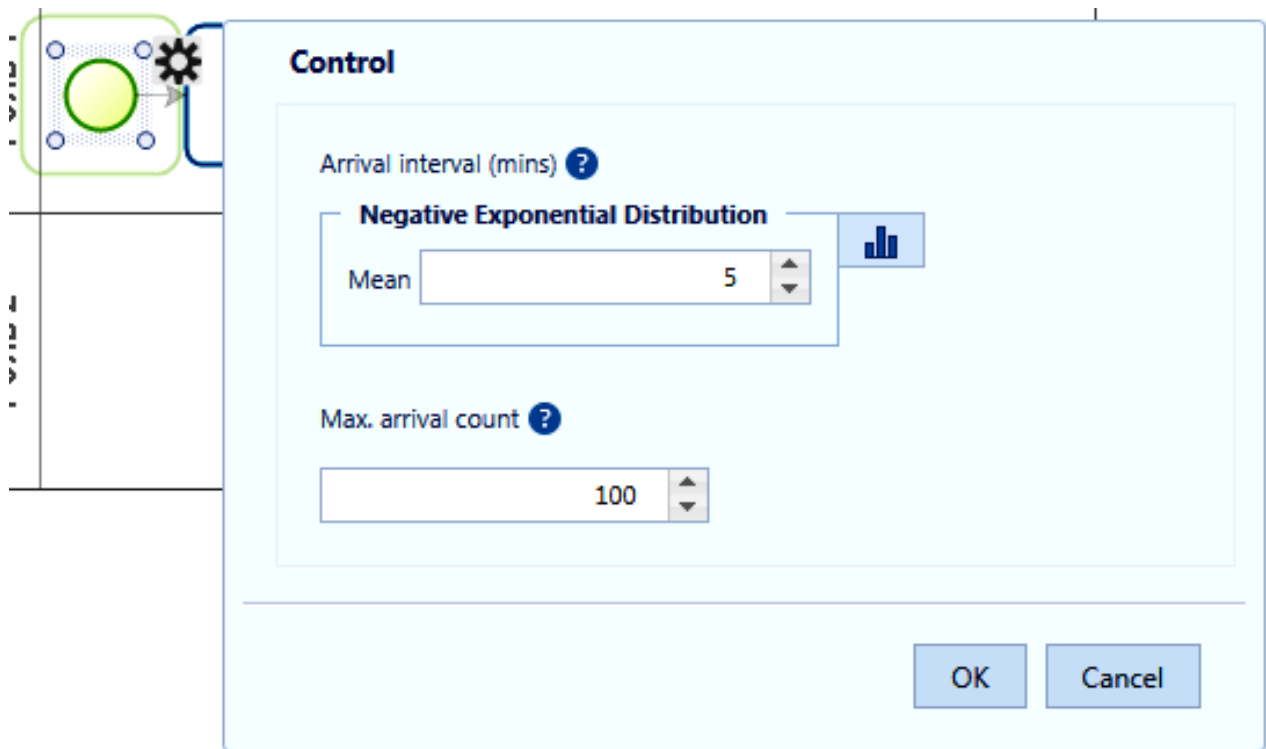 Control
Arrival interval (mins) ?
Negative Exponential Distribution
Mean 5
Max. arrival count ?
100
OK Cancel